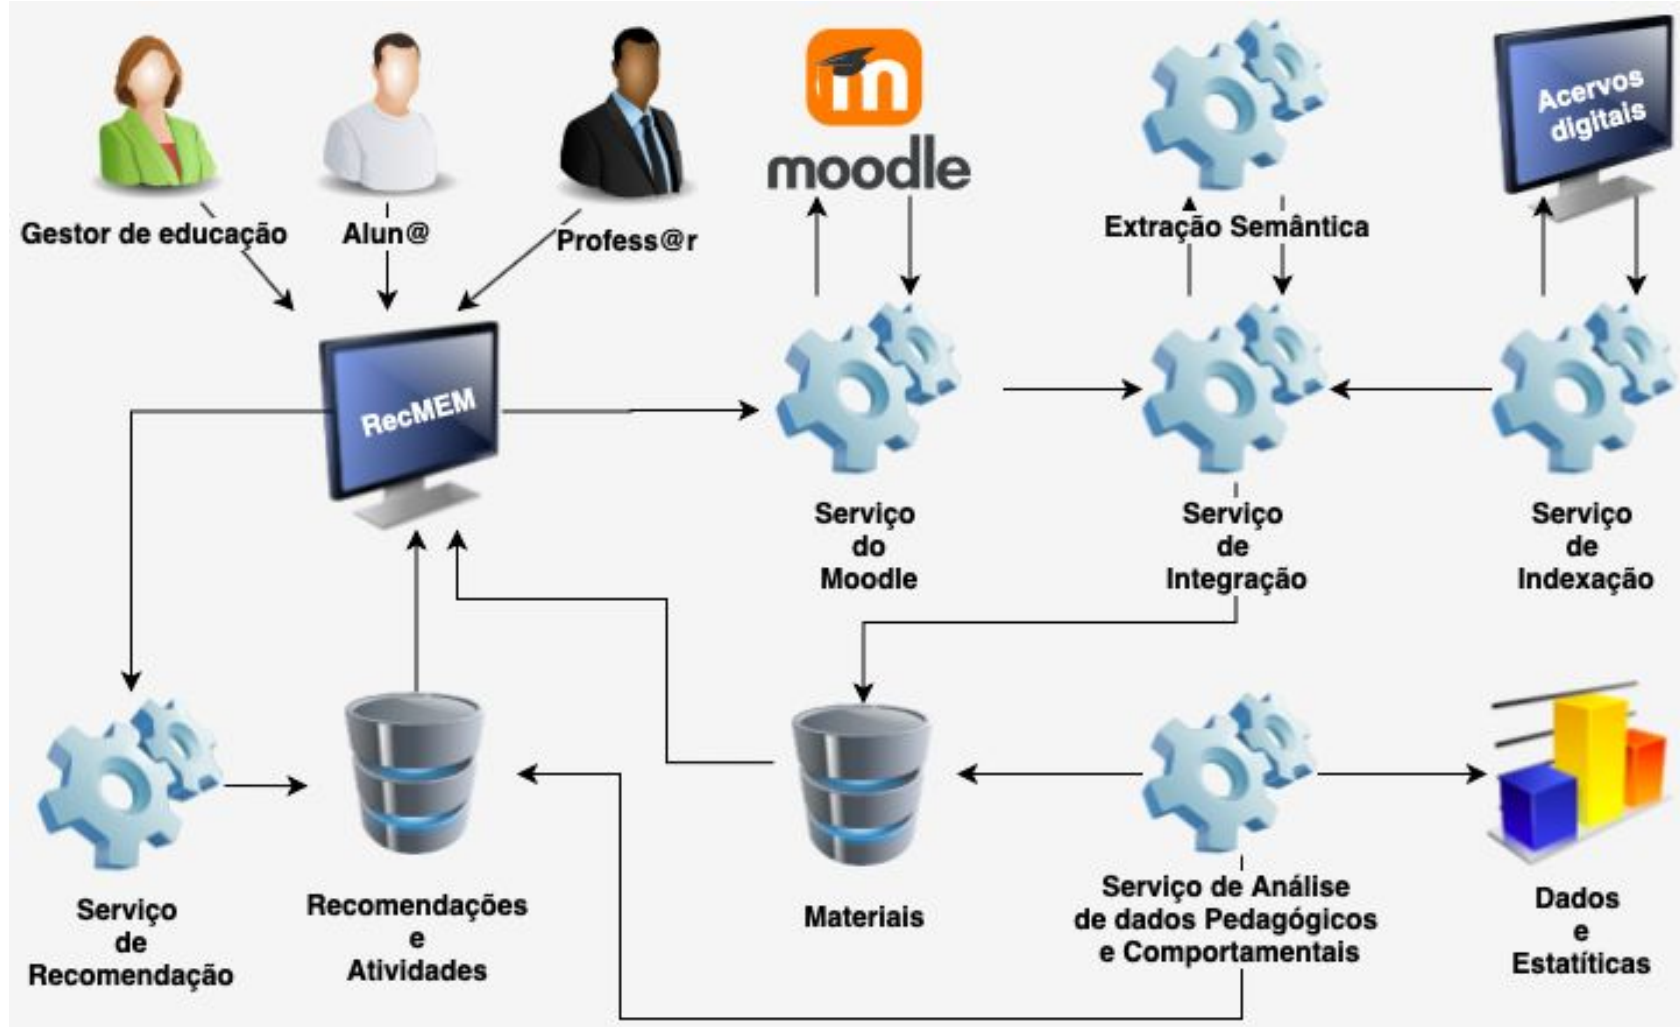 moodle
Acervos
digitais
Gestor de educação
Alun@
Profess@r
Extração Semântica
RecMEM
Serviço
do
Moodle
Serviço
de
Integração
Serviço
de
Indexação
Serviço
de
Recomendação
Recomendações
e
Atividades
Materiais
Serviço de Análise
de dados Pedagógicos
e Comportamentais
Dados
e
Estatíticas